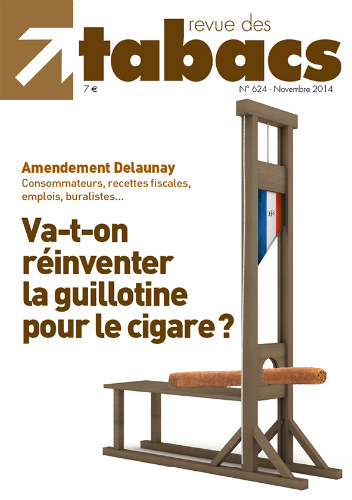 revue des
tabacs
7 €
N° 624 - Novembre 2014
Amendement Delaunay
Consommateurs, recettes fiscales,
emplois, buralistes...
Va-t-on
réinventer
la guillotine
pour le cigare ?